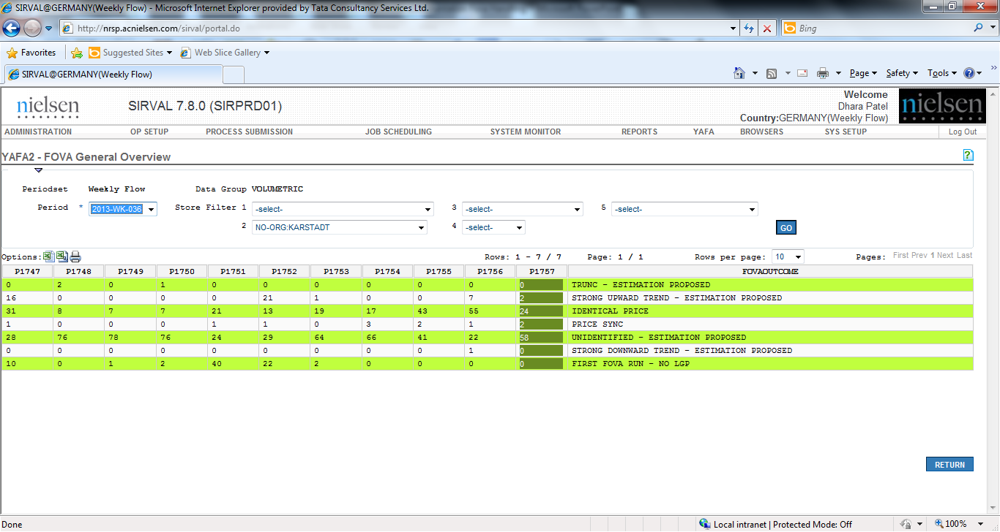 SIRVAL@GERMANY(Weekly Flow) - Microsoft Internet Explorer provided by Tata Consultancy Services Ltd.
http://nrsp.acnielsen.com/sirval/portal.do
Bing
Favorites Suggested Sites Web Slice Gallery
SIRVAL@GERMANY(Weekly Flow) Page Safety Tools
nielsen SIRVAL 7.8.0 (SIRPRD01) Welcome nielsen
Dhara Patel
Country:GERMANY(Weekly Flow)
ADMINISTRATION OP SETUP PROCESS SUBMISSION JOB SCHEDULING SYSTEM MONITOR REPORTS YAFA BROWSERS SYS SETUP Log Out
YAFA2 - FOVA General Overview ?
Periodset Weekly Flow Data Group VOLUMETRIC
Period * 2013-WK-036 Store Filter 1 -select- 3 -select- 5 -select-
2 NO-ORG:KARSTADT 4 -select- GO
Options: Rows: 1 - 7 / 7 Page: 1 / 1 Rows per page: 10 Pages: First Prev 1 Next Last
P1747 P1748 P1749 P1750 P1751 P1752 P1753 P1754 P1755 P1756 P1757 FOVAOUTCOME
0 2 0 1 0 0 0 0 0 0 0 TRUNC - ESTIMATION PROPOSED
16 0 0 0 0 21 1 0 0 7 2 STRONG UPWARD TREND - ESTIMATION PROPOSED
31 8 7 7 21 13 19 17 43 55 24 IDENTICAL PRICE
1 0 0 0 1 1 0 3 2 1 2 PRICE SYNC
28 76 78 76 24 29 64 66 41 22 58 UNIDENTIFIED - ESTIMATION PROPOSED
0 0 0 0 0 0 0 0 0 1 0 STRONG DOWNWARD TREND - ESTIMATION PROPOSED
10 0 1 2 40 22 2 0 0 0 0 FIRST FOVA RUN - NO LGP
RETURN
Done Local intranet | Protected Mode: Off 100%